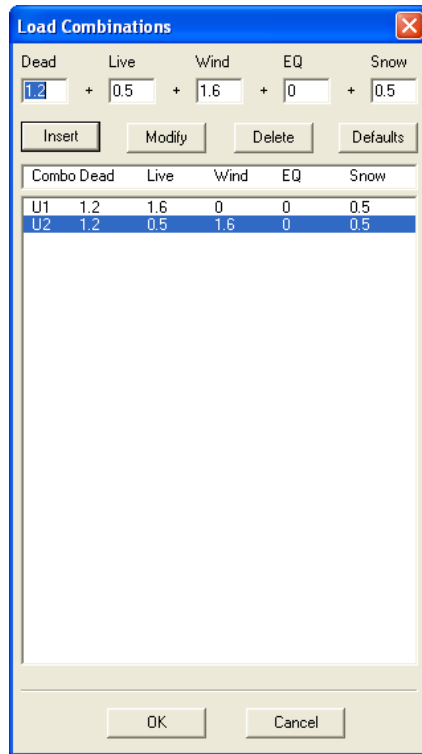 Load Combinations
Dead Live Wind EQ Snow
1.2 + 0.5 + 1.6 + 0 + 0.5
Insert Modify Delete Defaults
Combo Dead Live Wind EQ Snow
U1 1.2 1.6 0 0 0.5
U2 1.2 0.5 1.6 0 0.5
OK Cancel